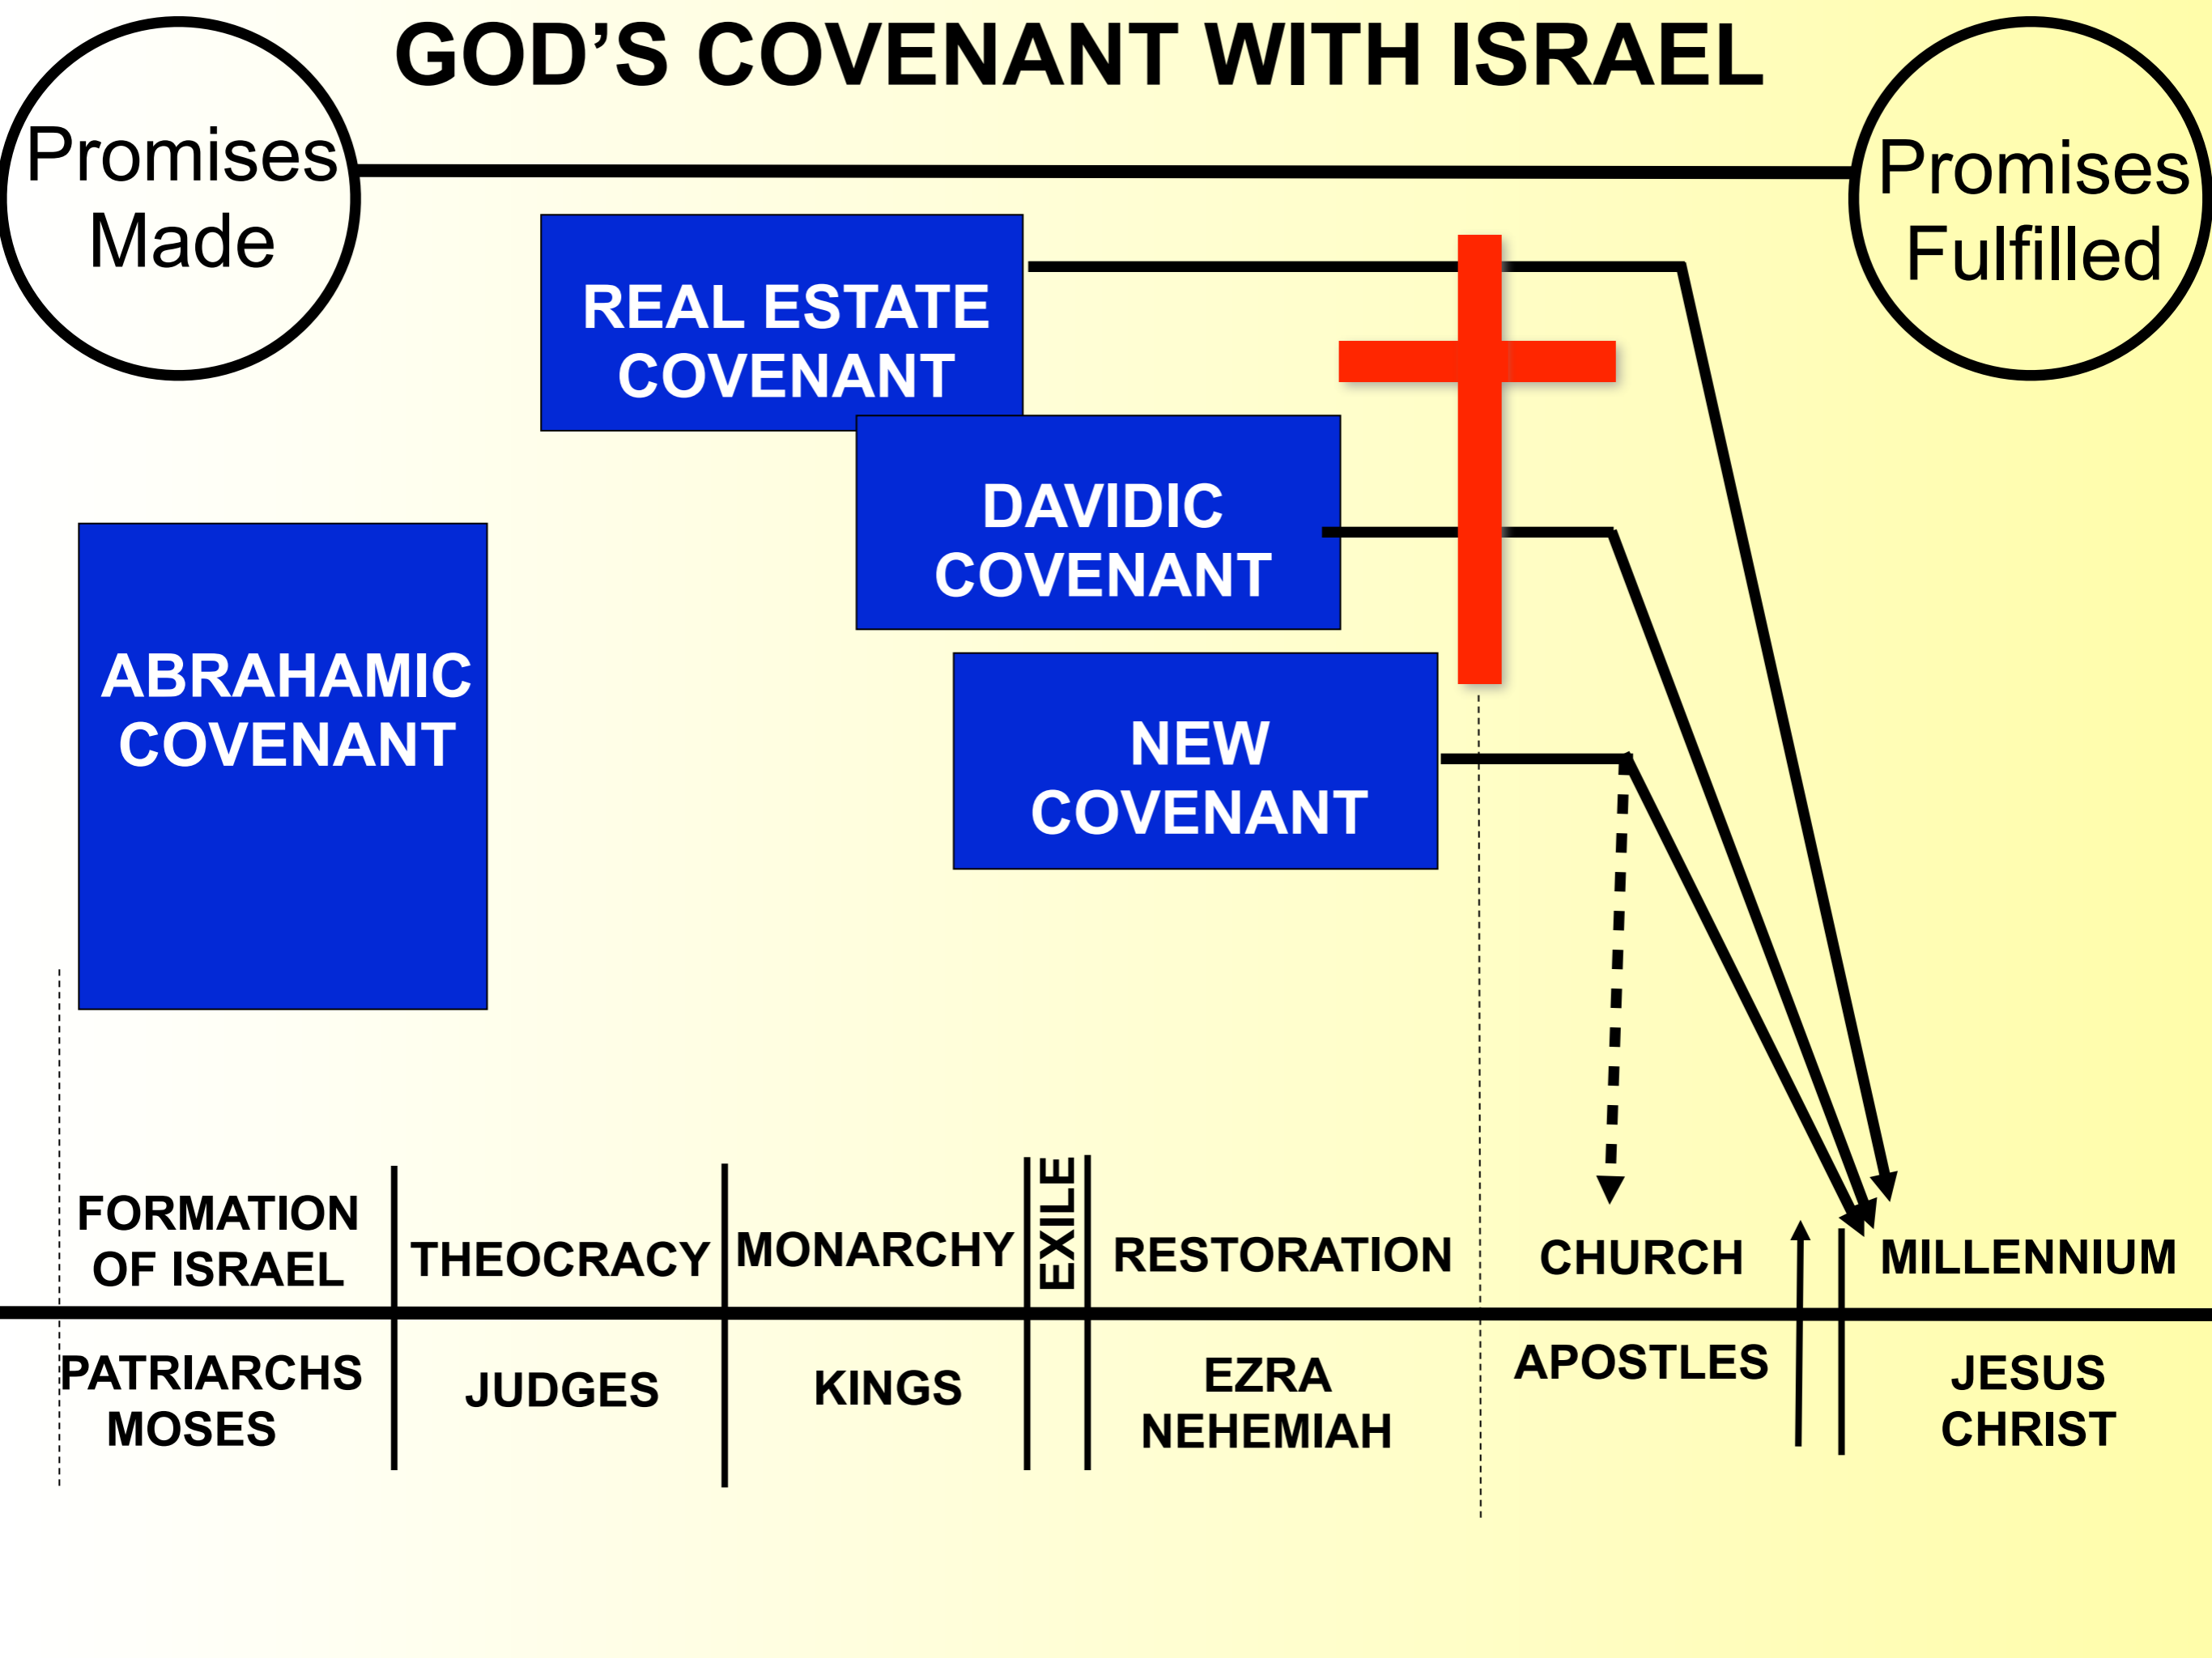 GOD’S COVENANT WITH ISRAEL
Promises
Made
Promises
Fulfilled
REAL ESTATE
COVENANT
DAVIDIC
COVENANT
ABRAHAMIC
COVENANT
NEW
COVENANT
FORMATION
OF ISRAEL
THEOCRACY
MONARCHY
EXILE
RESTORATION
CHURCH
MILLENNIUM
PATRIARCHS
MOSES
JUDGES
KINGS
EZRA
NEHEMIAH
APOSTLES
JESUS
CHRIST